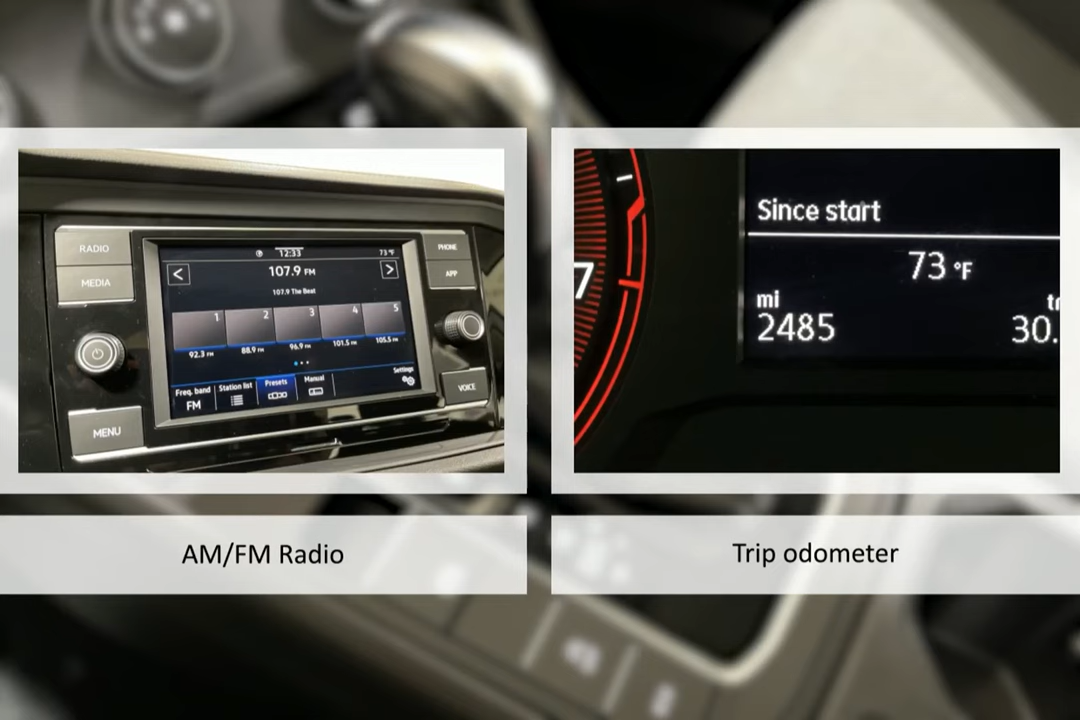 RADIO
MEDIA
MENU
12:33
73°F
107.9 FM
107.9 The Beat
1
2
3
4
5
92.3 FM
88.9 FM
96.9 FM
101.5 FM
105.5 FM
Freq. band
FM
Station list
Presets
Manual
Settings
PHONE
APP
VOICE
7
Since start
73 °F
mi
2485
tr
30.
AM/FM Radio
Trip odometer